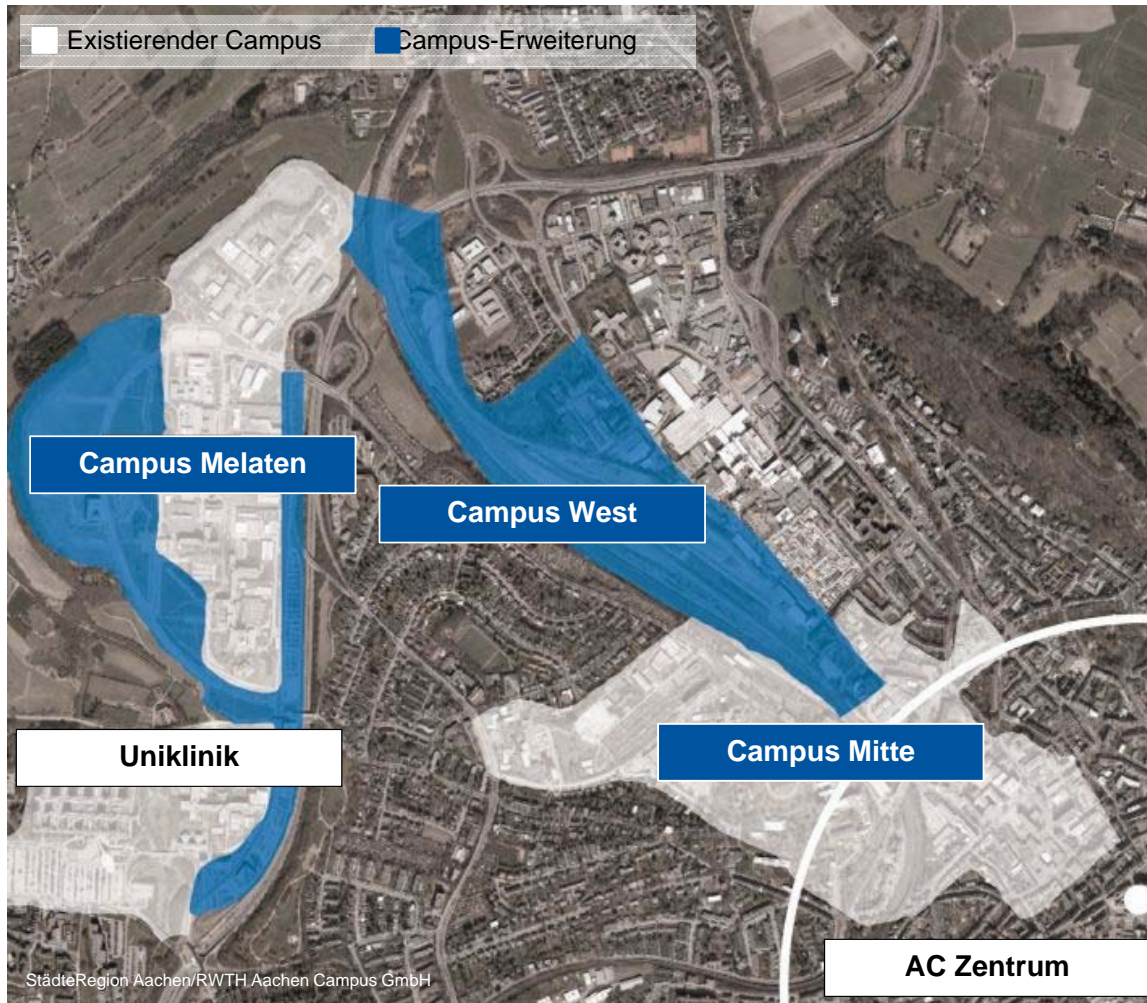 Existierender Campus
Campus-Erweiterung
Campus Melaten
Campus West
Uniklinik
Campus Mitte
AC Zentrum
StädteRegion Aachen/RWTH Aachen Campus GmbH